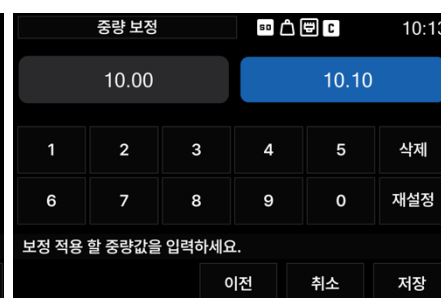 중량 보정 SD C 10:13
10.00 10.10
1 2 3 4 5 삭제
6 7 8 9 0 재설정
보정 적용 할 중량값을 입력하세요.
이전 취소 저장